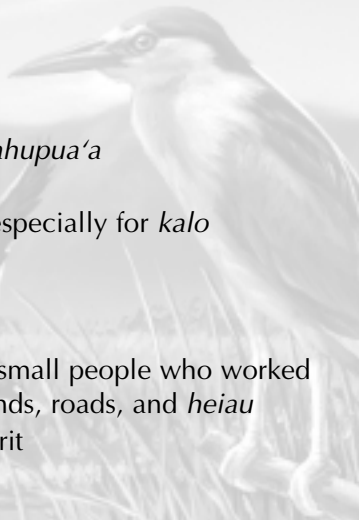 ahupua‘a
especially for kalo
small people who worked
nds, roads, and heiau
rit